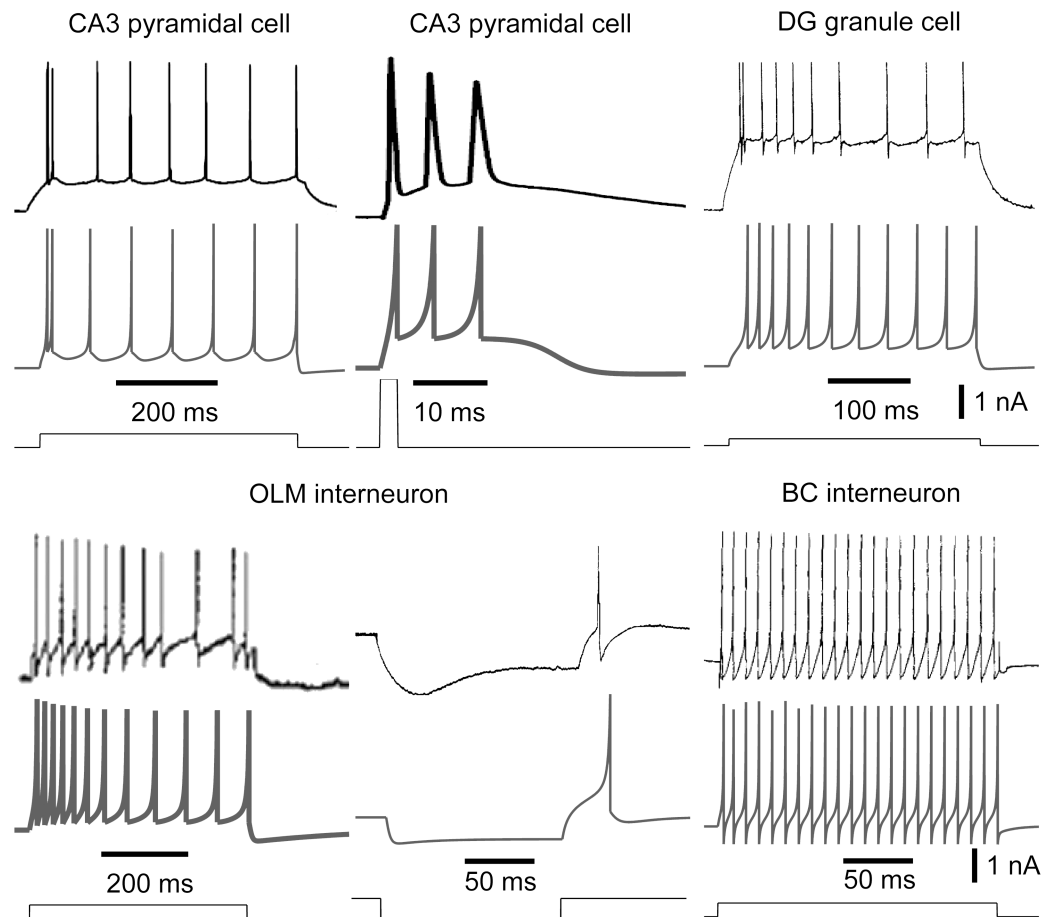 CA3 pyramidal cell
CA3 pyramidal cell
DG granule cell
200 ms
10 ms
100 ms
1 nA
OLM interneuron
BC interneuron
200 ms
50 ms
50 ms
1 nA